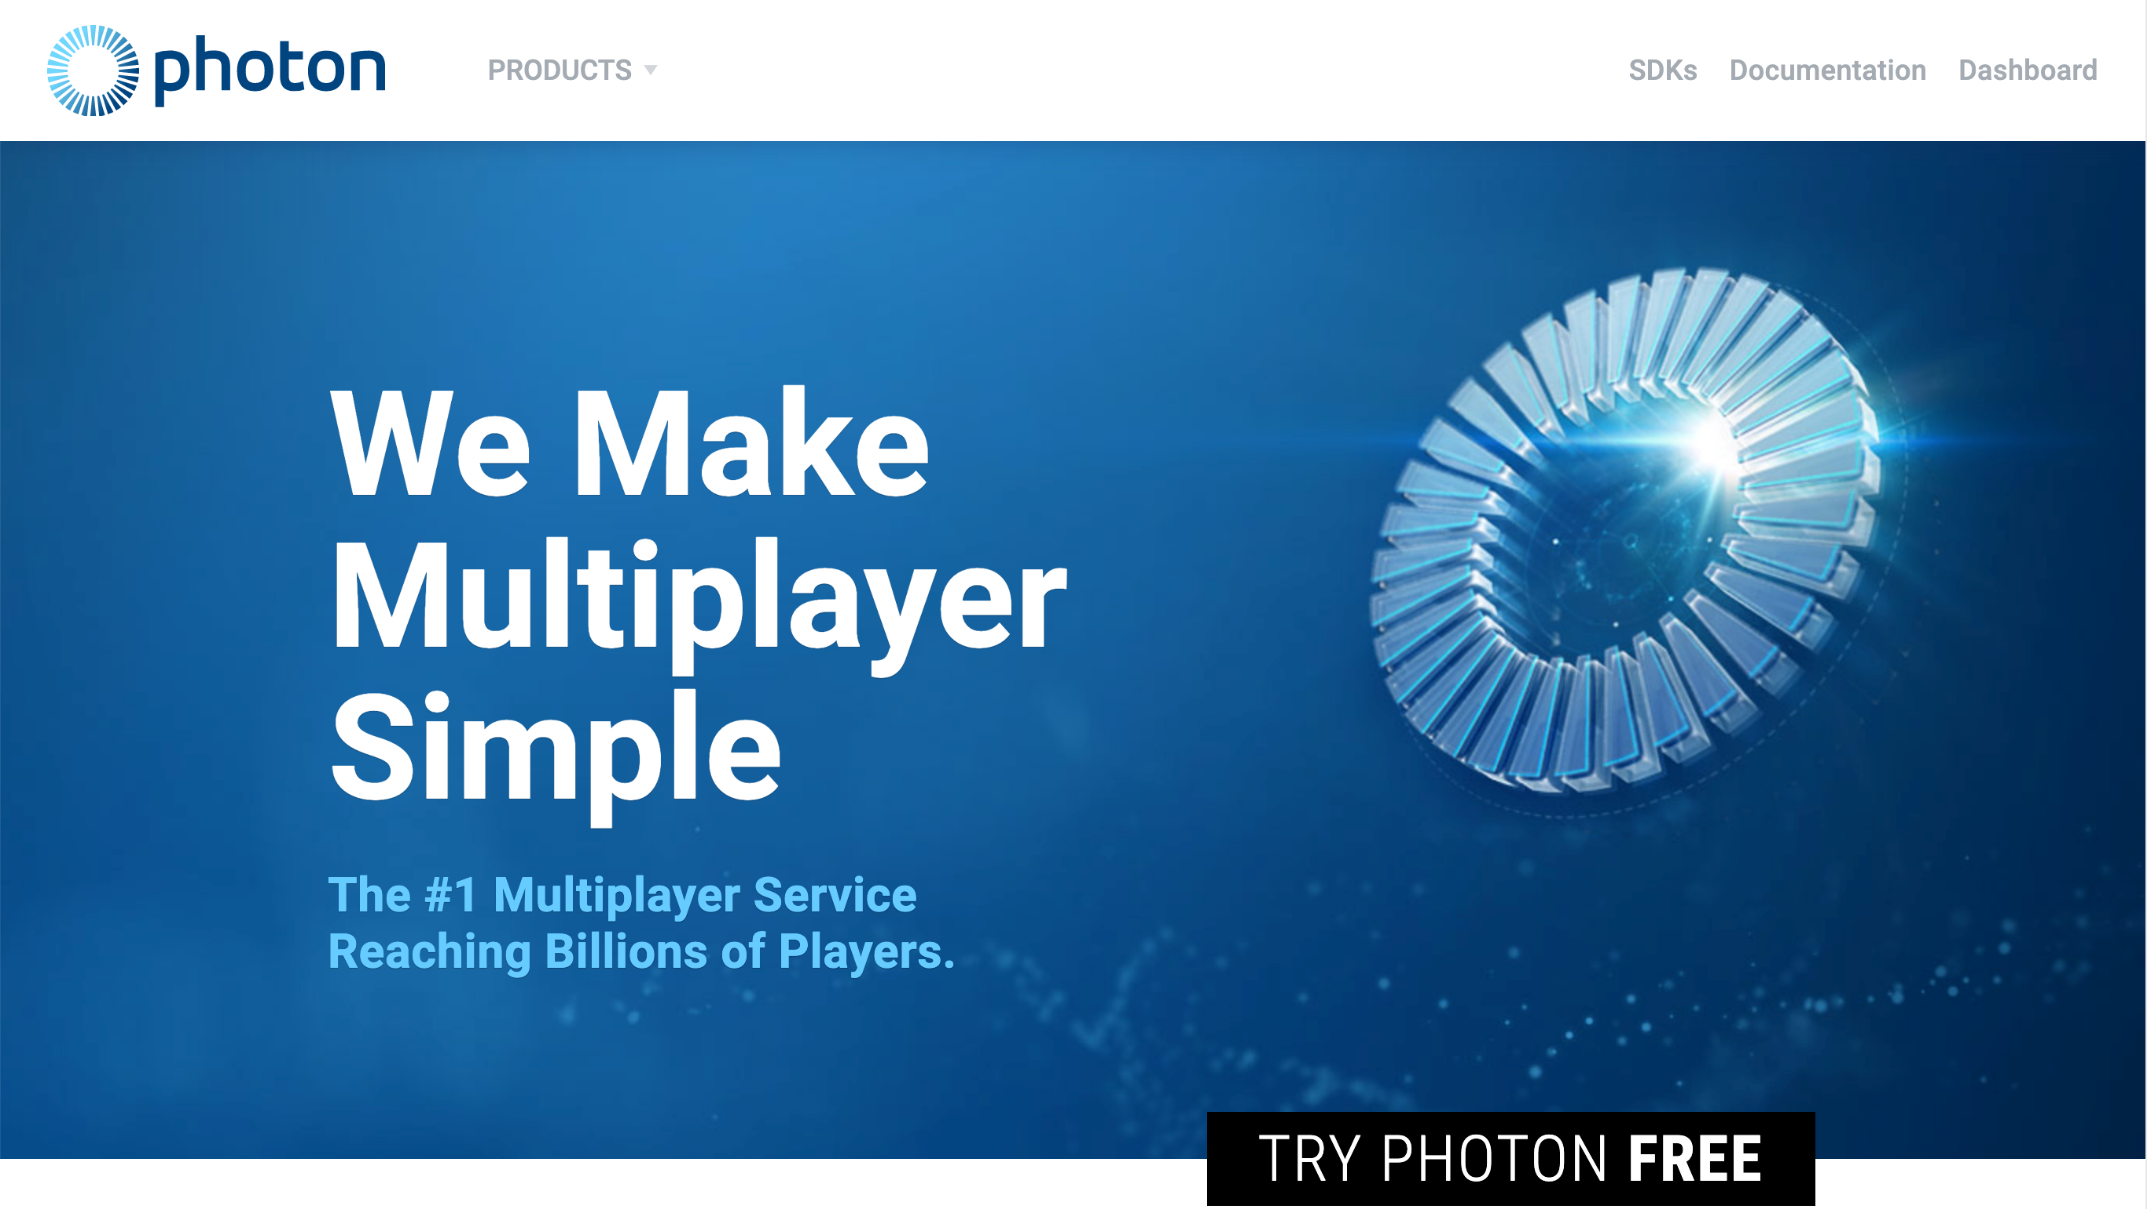 photon
PRODUCTS
SDKs Documentation Dashboard
We Make
Multiplayer
Simple
The #1 Multiplayer Service
Reaching Billions of Players.
TRY PHOTON FREE